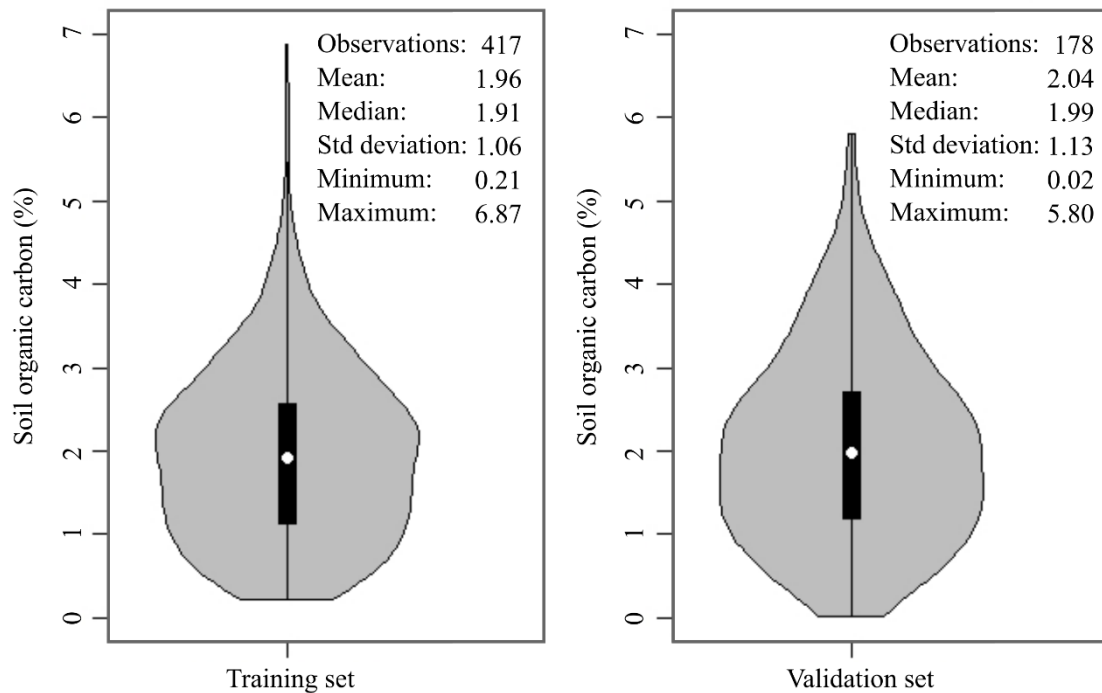 Soil organic carbon (%)
7
6
5
4
3
2
1
0
Observations: 417
Mean: 1.96
Median: 1.91
Std deviation: 1.06
Minimum: 0.21
Maximum: 6.87
Training set
Soil organic carbon (%)
7
6
5
4
3
2
1
0
Observations: 178
Mean: 2.04
Median: 1.99
Std deviation: 1.13
Minimum: 0.02
Maximum: 5.80
Validation set